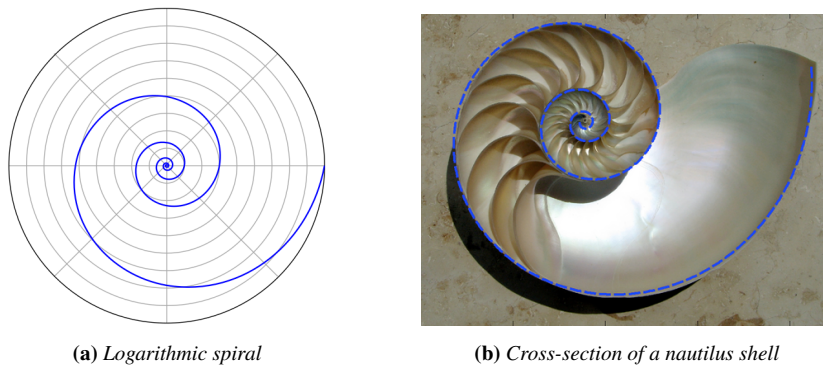 (a) Logarithmic spiral
(b) Cross-section of a nautilus shell